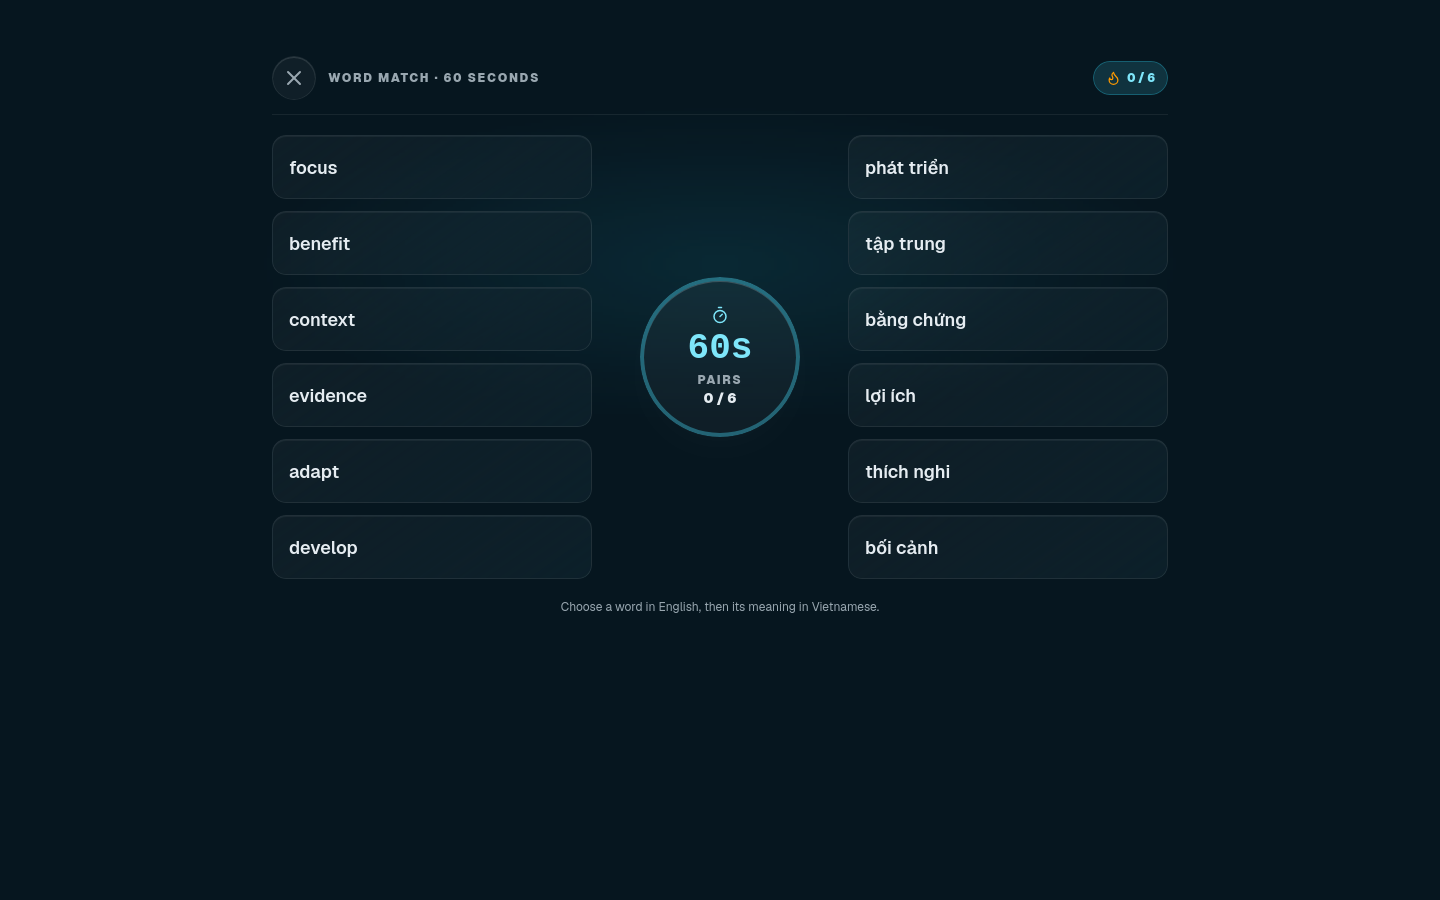 WORD MATCH · 60 SECONDS
0 / 6
focus
benefit
context
evidence
adapt
develop
60s
PAIRS
0 / 6
phát triển
tập trung
bằng chứng
lợi ích
thích nghi
bối cảnh
Choose a word in English, then its meaning in Vietnamese.